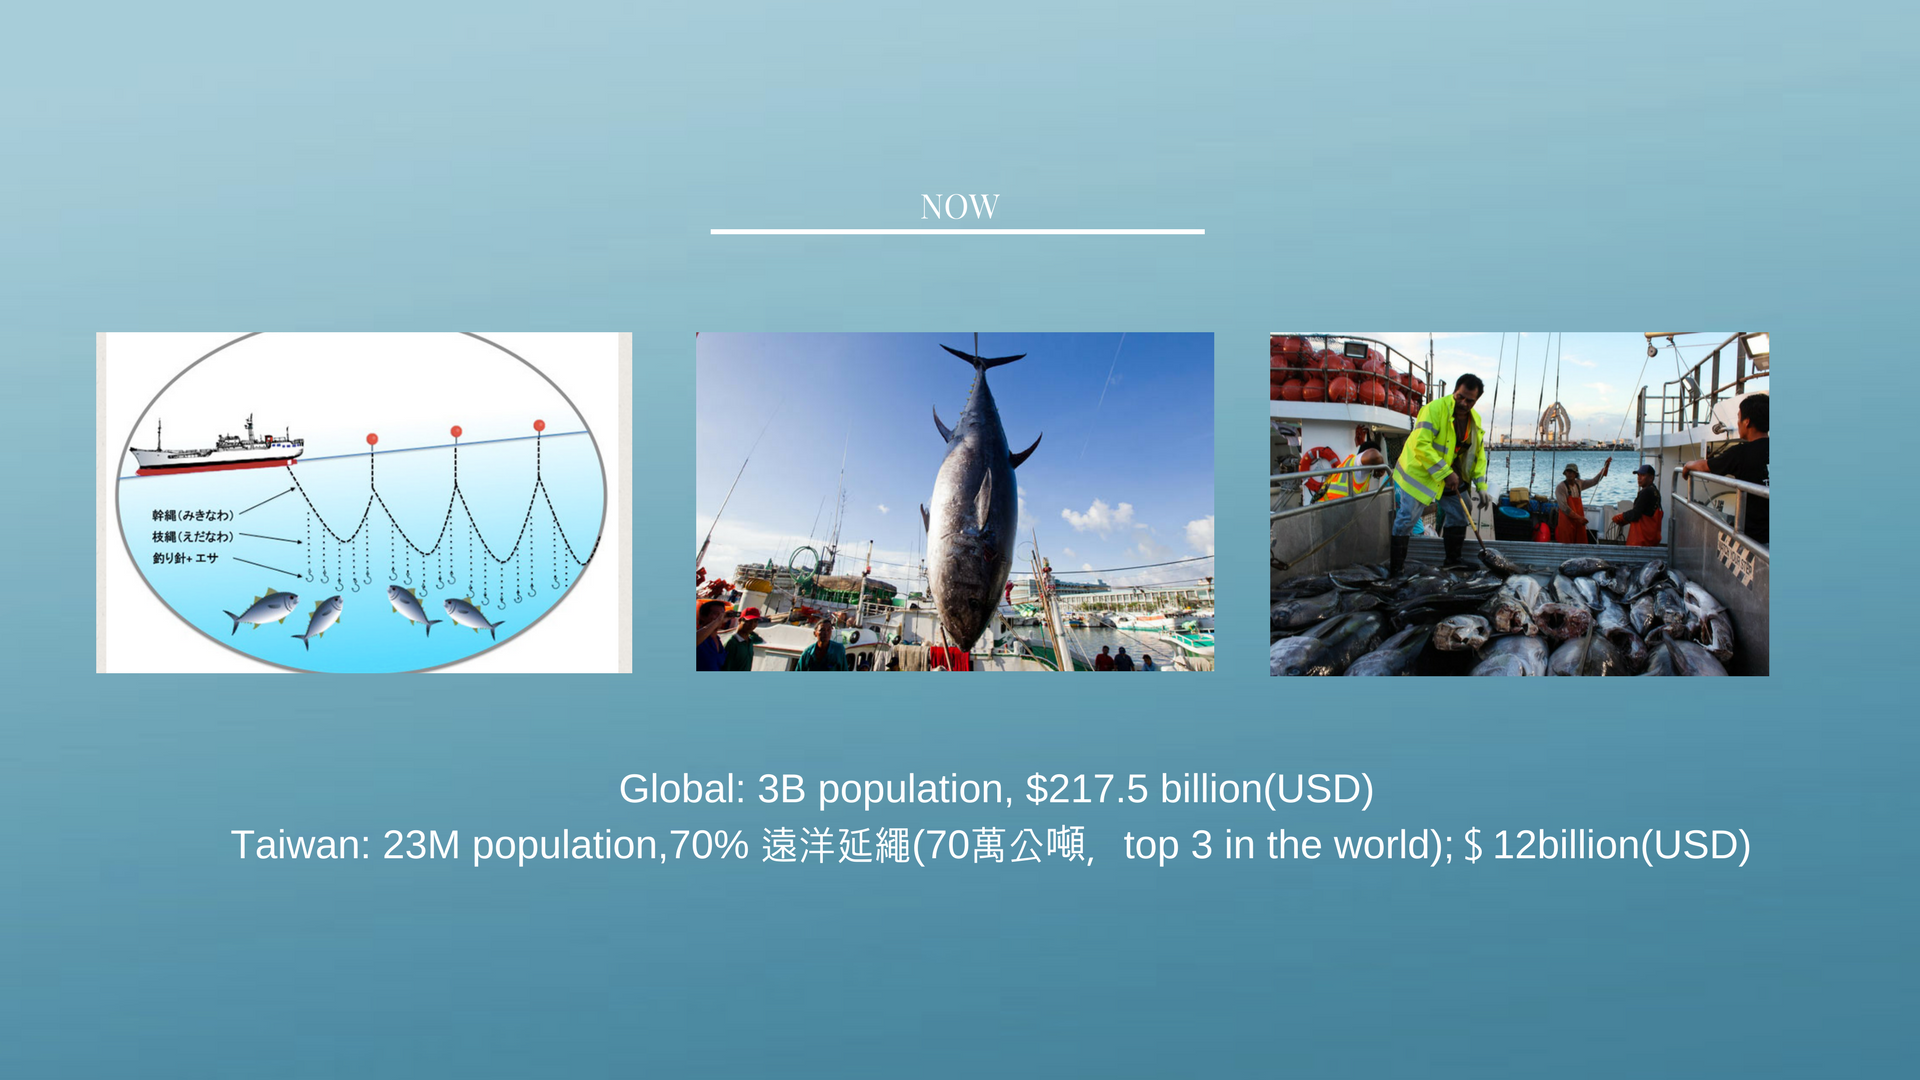 NOW
幹縄(みきなわ)
枝縄(えだなわ)
釣り針+エサ
Global: 3B population, $217.5 billion(USD)
Taiwan: 23M population,70% 遠洋延繩(70萬公噸，top 3 in the world);＄12billion(USD)